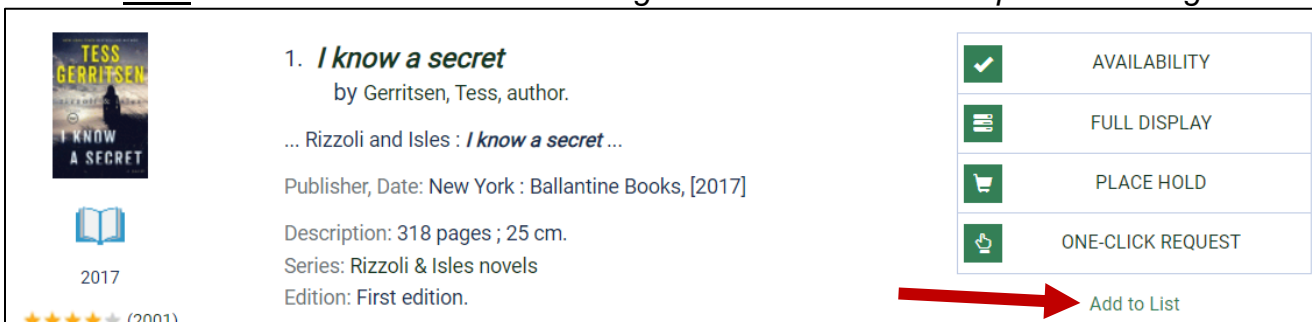 TESS
GERRITSEN
I KNOW
A SECRET
2017
(2001)
1. I know a secret
by Gerritsen, Tess, author.
... Rizzoli and Isles : I know a secret ...
Publisher, Date: New York : Ballantine Books, [2017]
Description: 318 pages ; 25 cm.
Series: Rizzoli & Isles novels
Edition: First edition.
AVAILABILITY
FULL DISPLAY
PLACE HOLD
ONE-CLICK REQUEST
Add to List